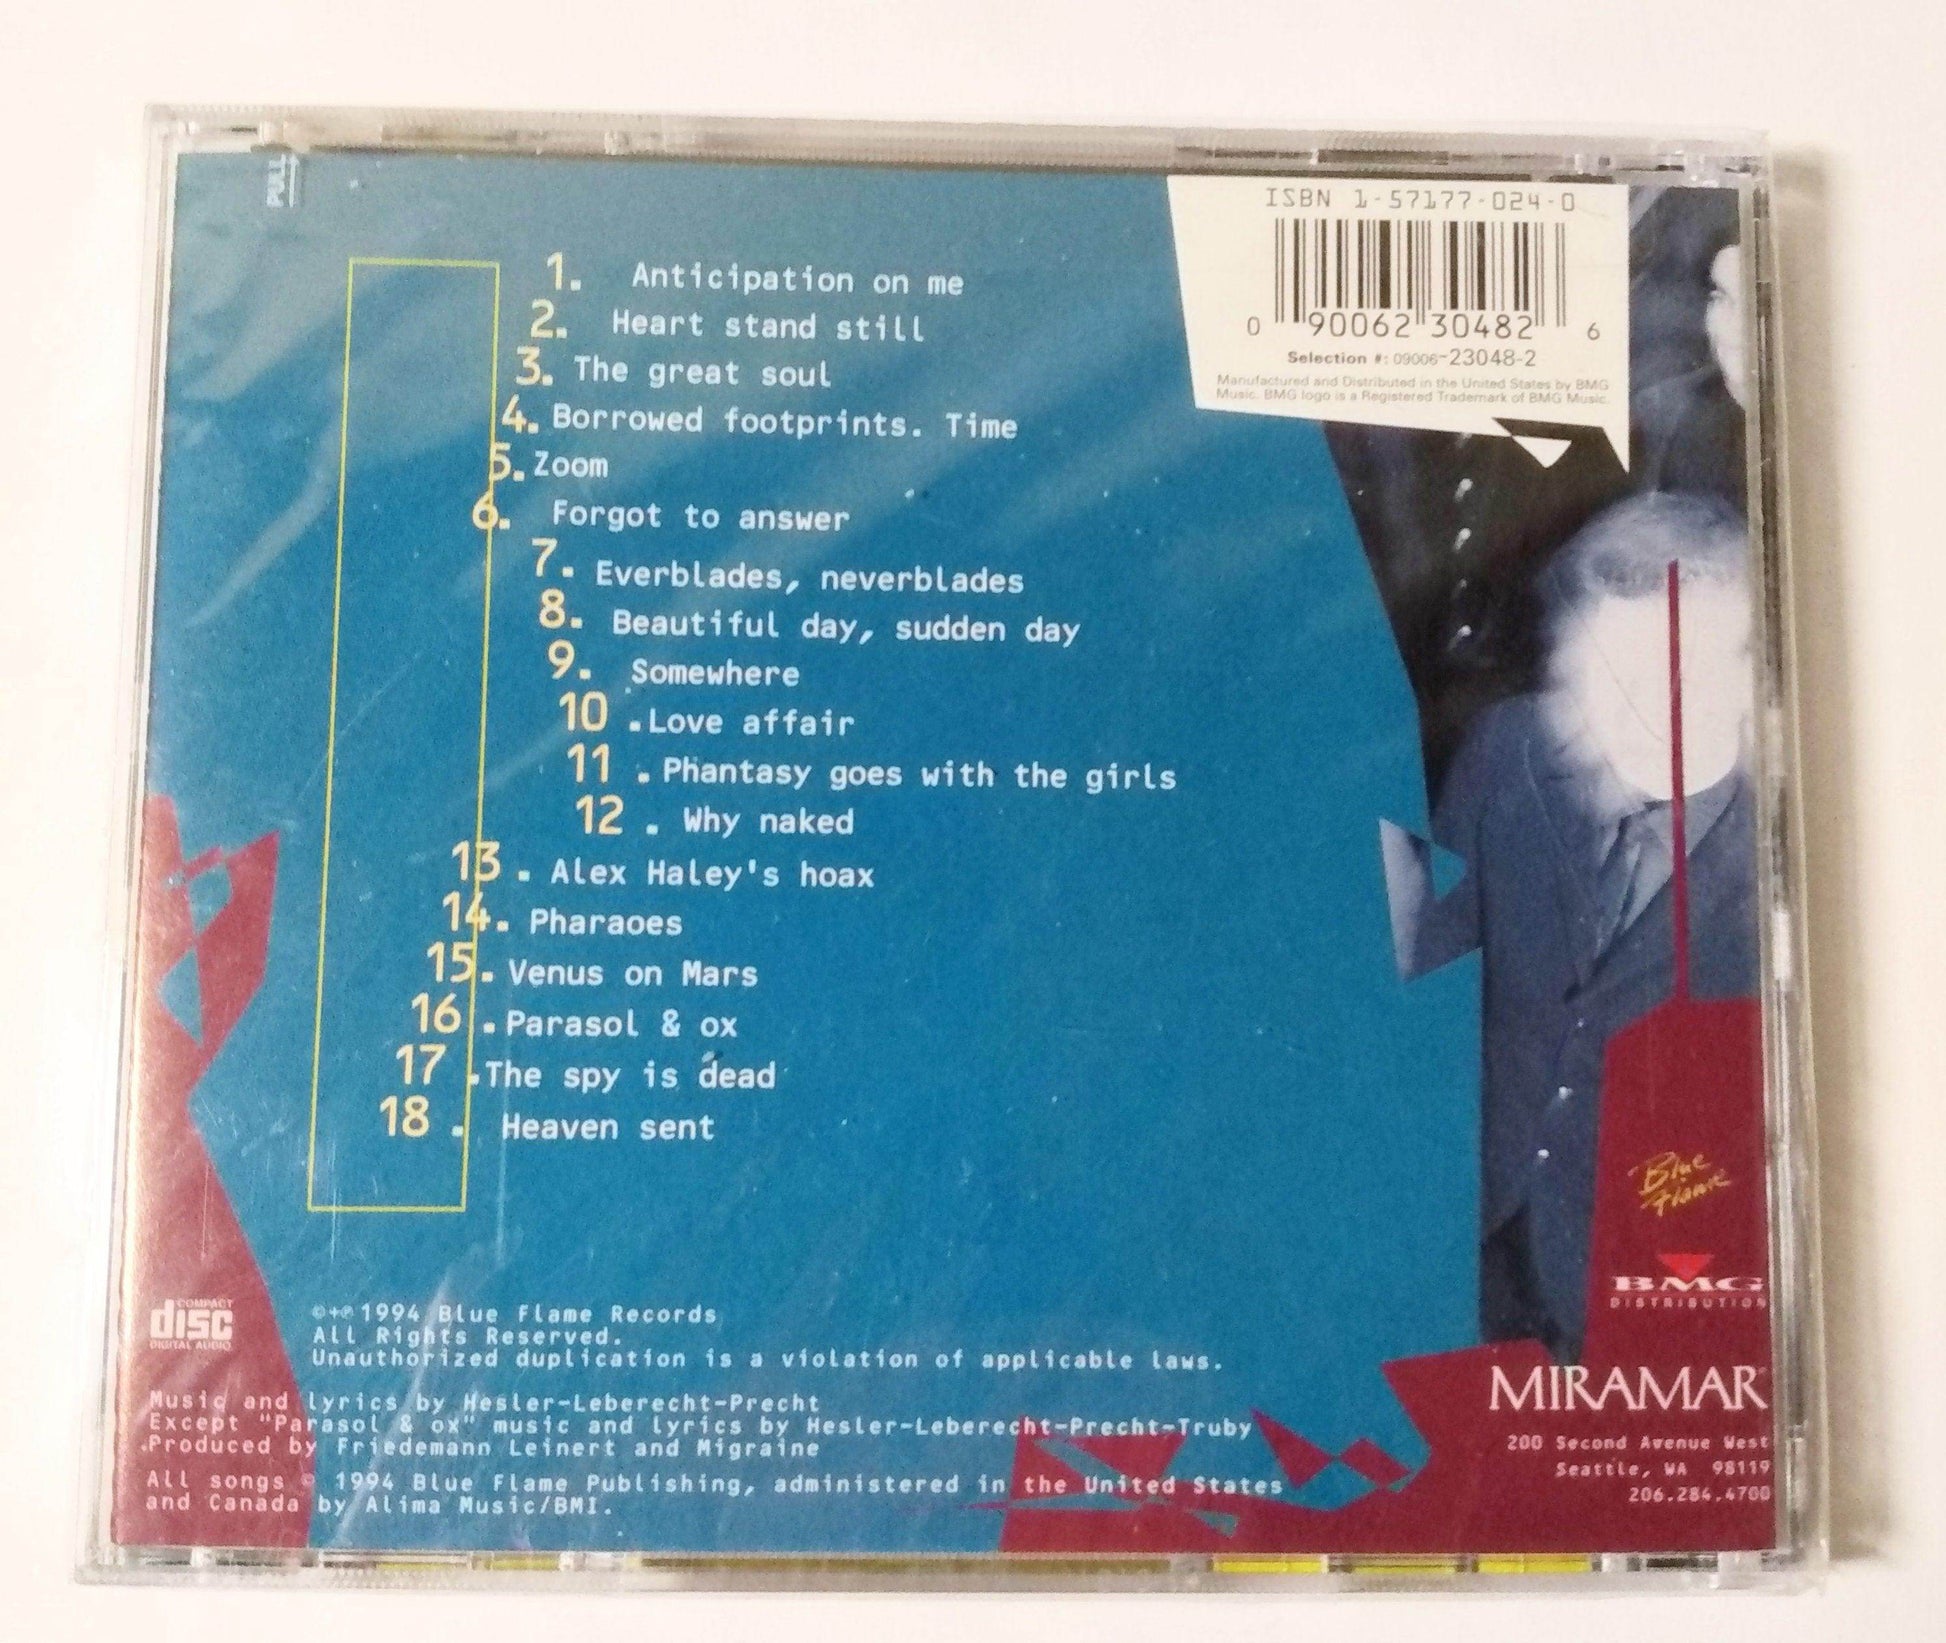 PULL
ISBN 1-57177-024-0
0 90062 30482 6
Selection #: 09006-23048-2
Manufactured and Distributed in the United States by BMG
Music. BMG logo is a Registered Trademark of BMG Music.
1. Anticipation on me
2. Heart stand still
3. The great soul
4. Borrowed footprints. Time
5. Zoom
6. Forgot to answer
7. Everblades, neverblades
8. Beautiful day, sudden day
9. Somewhere
10 .Love affair
11 .Phantasy goes with the girls
12 . Why naked
13 . Alex Haley's hoax
14. Pharaoes
15. Venus on Mars
16 .Parasol & ox
17 .The spy is dead
18 . Heaven sent
Blue
Flame
BMG
DISTRIBUTION
COMPACT
disc
DIGITAL AUDIO
©+℗ 1994 Blue Flame Records
All Rights Reserved.
Unauthorized duplication is a violation of applicable laws.
Music and lyrics by Hesler-Leberecht-Precht
Except "Parasol & ox" music and lyrics by Hesler-Leberecht-Precht-Truby
.Produced by Friedemann Leinert and Migraine
All songs © 1994 Blue Flame Publishing, administered in the United States
and Canada by Alima Music/BMI.
MIRAMAR
200 Second Avenue West
Seattle, WA 98119
206.284.4700